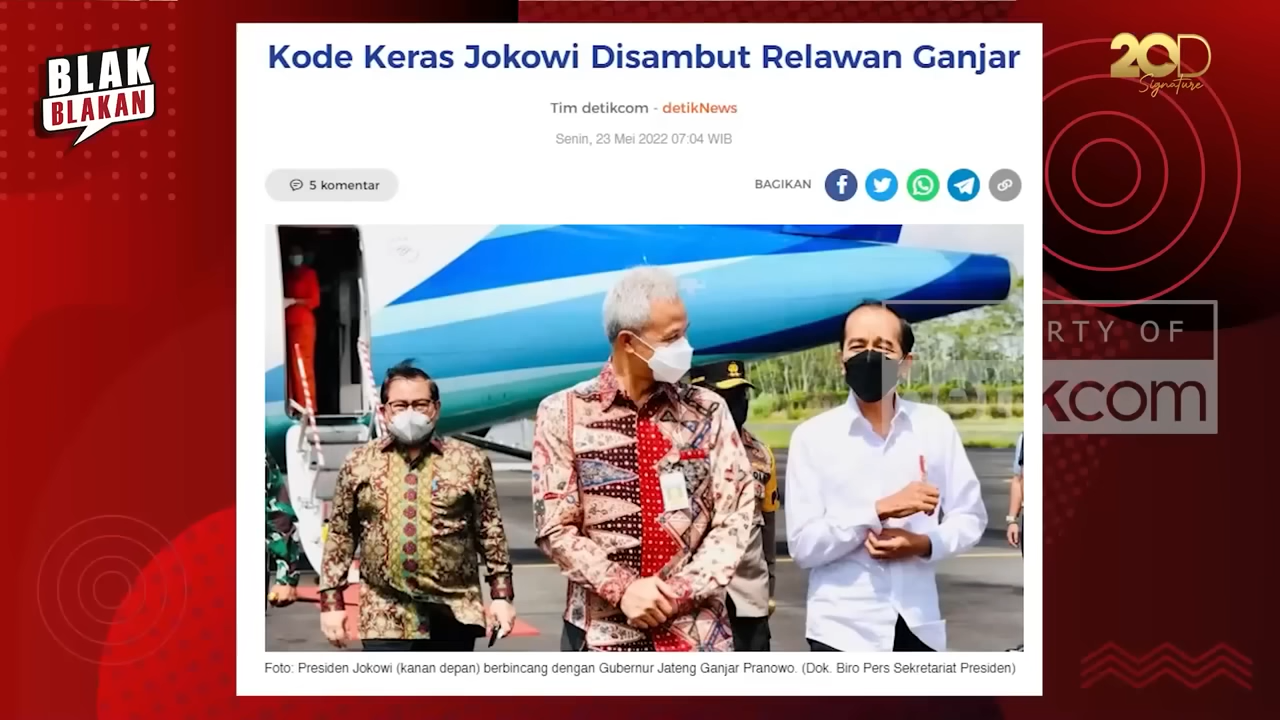 BLAK
BLAKAN
20D
Signature
Kode Keras Jokowi Disambut Relawan Ganjar
Tim detikcom - detikNews
Senin, 23 Mei 2022 07:04 WIB
5 komentar
BAGIKAN
RTY OF
kcom
Foto: Presiden Jokowi (kanan depan) berbincang dengan Gubernur Jateng Ganjar Pranowo. (Dok. Biro Pers Sekretariat Presiden)